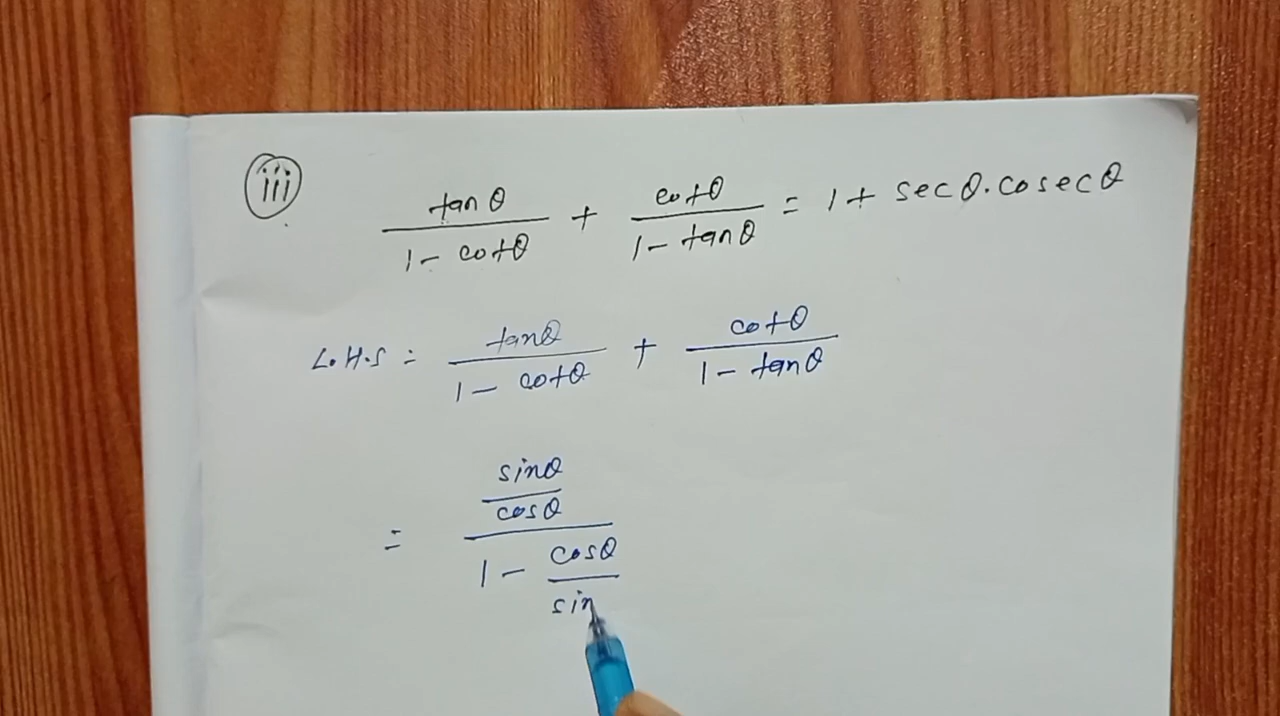 iii
tanθ / 1 - cotθ + cotθ / 1 - tanθ = 1 + secθ.cosecθ
L.H.S = tanθ / 1 - cotθ + cotθ / 1 - tanθ
= sinθ / cosθ / 1 - cosθ / sin